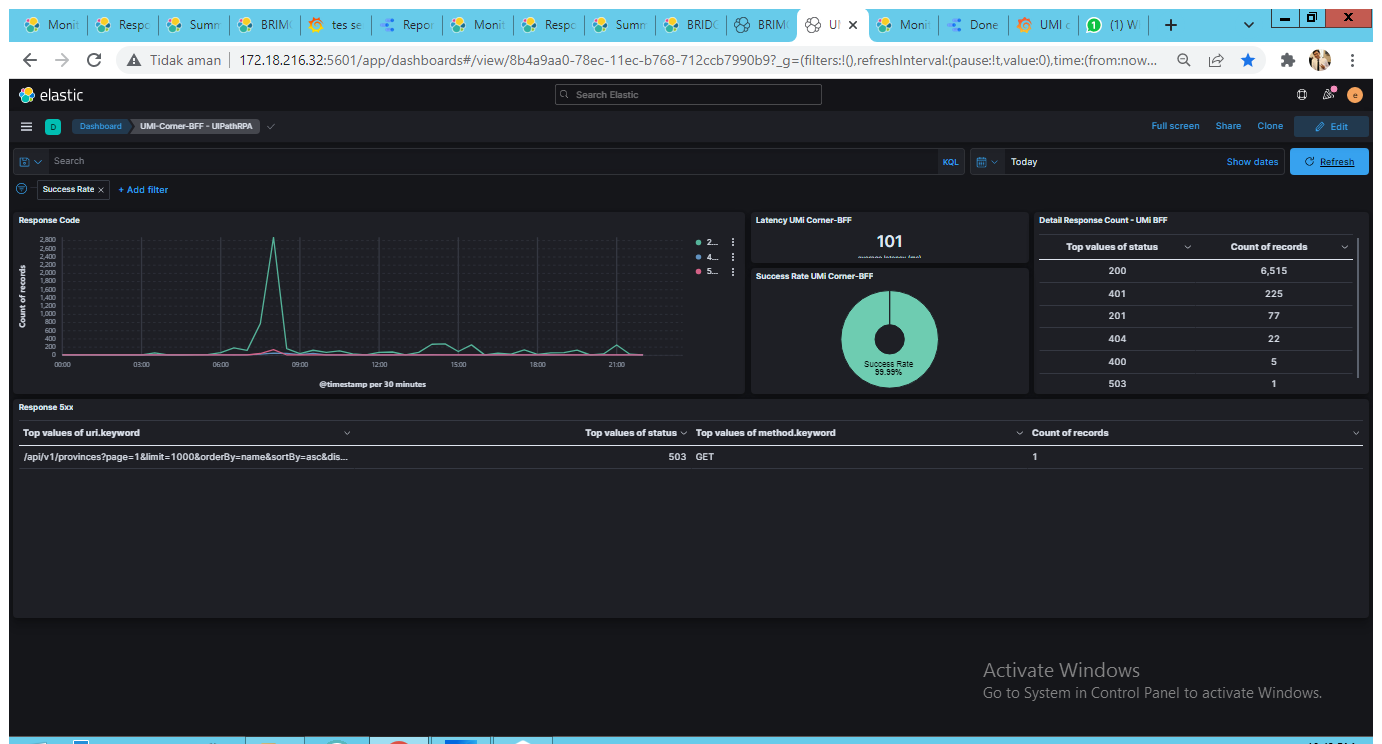 Monit
Respc
Summ
BRIM
tes se
Repor
Monit
Respc
Summ
BRIDG
BRIM
UI
Monit
Done
UMI c
(1) W
Tidak aman
172.18.216.32:5601/app/dashboards#/view/8b4a9aa0-78ec-11ec-b768-712ccb7990b9?_g=(filters:!(),refreshInterval:(pause:!t,value:0),time:(from:now...
elastic
Search Elastic
e
D
Dashboard
UMI-Corner-BFF - UIPathRPA
Full screen
Share
Clone
Edit
Search
KQL
Today
Show dates
Refresh
Success Rate ×
+ Add filter
Response Code
Count of records
2,800
2,600
2,400
2,200
2,000
1,800
1,600
1,400
1,200
1,000
800
600
400
200
0
00:00
03:00
06:00
09:00
12:00
15:00
18:00
21:00
@timestamp per 30 minutes
2...
4...
5...
Latency UMi Corner-BFF
101
average latency (ms)
Success Rate UMi Corner-BFF
Success Rate
99.99%
Detail Response Count - UMi BFF
Top values of status Count of records
200 6,515
401 225
201 77
404 22
400 5
503 1
Response 5xx
Top values of uri.keyword Top values of status Top values of method.keyword Count of records
/api/v1/provinces?page=1&limit=1000&orderBy=name&sortBy=asc&dis... 503 GET 1
Activate Windows
Go to System in Control Panel to activate Windows.